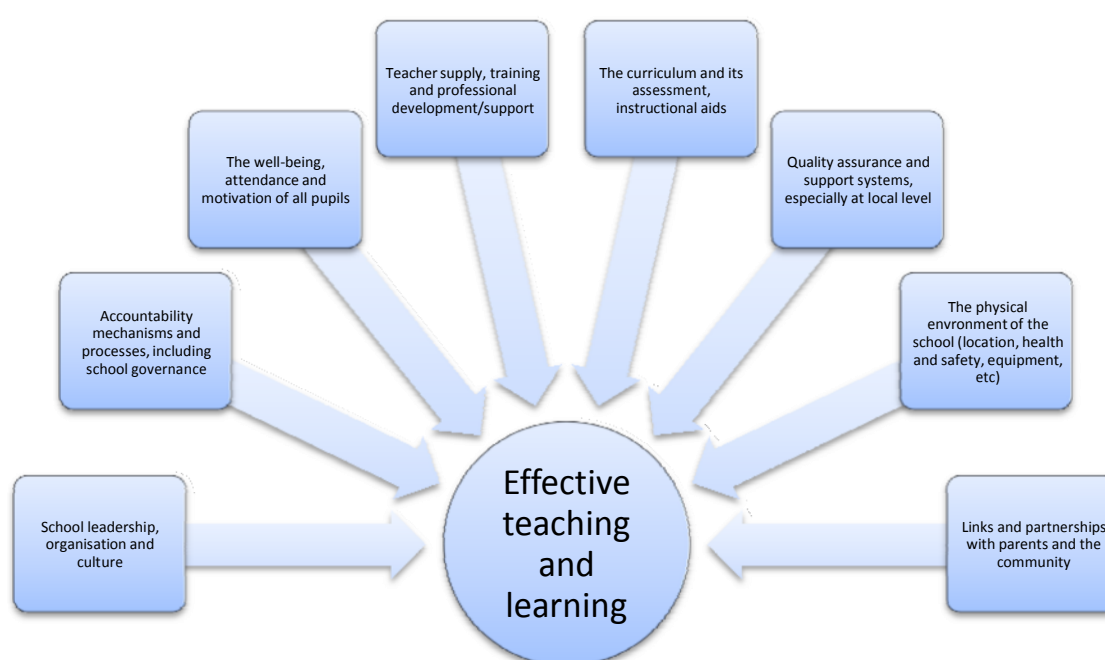 Teacher supply, training
and professional
development/support
The curriculum and its
assessment,
instructional aids
The well-being,
attendance and
motivation of all pupils
Quality assurance and
support systems,
especially at local level
Accountability
mechanisms and
processes, including
school governance
The physical
envronment of the
school (location, health
and safety, equipment,
etc)
School leadership,
organisation and
culture
Links and partnerships
with parents and the
community
Effective
teaching
and
learning